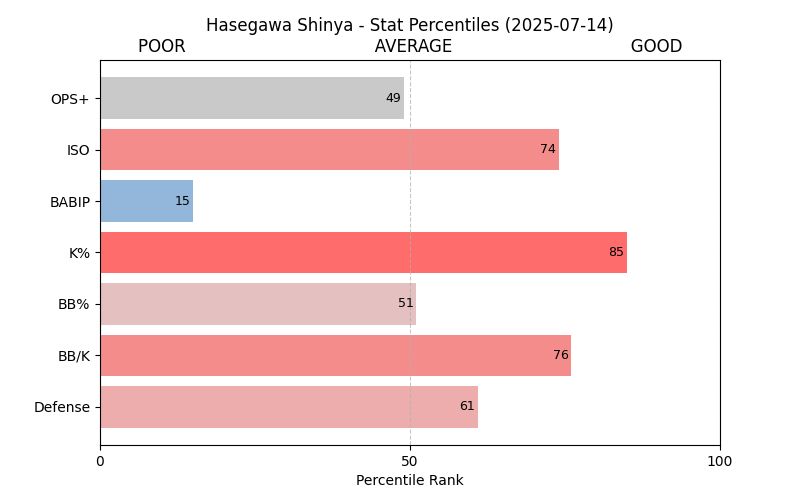 Hasegawa Shinya - Stat Percentiles (2025-07-14)
POOR AVERAGE GOOD
OPS+ 49
ISO 74
BABIP 15
K% 85
BB% 51
BB/K 76
Defense 61
0 50 100
Percentile Rank